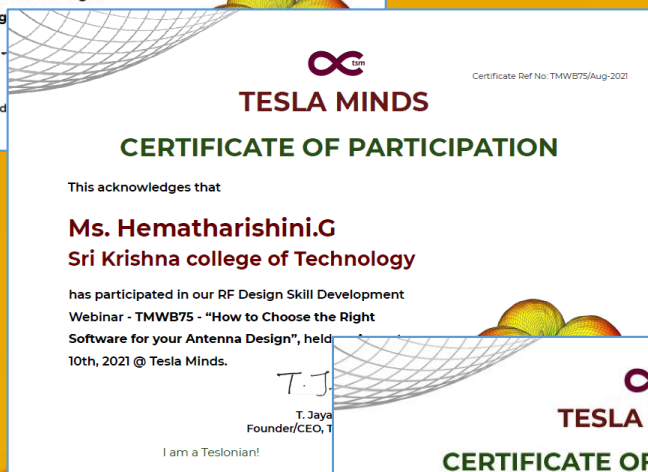 g
d
tsm
Certificate Ref No: TMWB75/Aug-2021
TESLA MINDS
CERTIFICATE OF PARTICIPATION
This acknowledges that
Ms. Hematharishini.G
Sri Krishna college of Technology
has participated in our RF Design Skill Development
Webinar - TMWB75 - “How to Choose the Right
Software for your Antenna Design”, held
10th, 2021 @ Tesla Minds.
T. J
T. Jaya
Founder/CEO, T
I am a Teslonian!
TESLA
CERTIFICATE OF